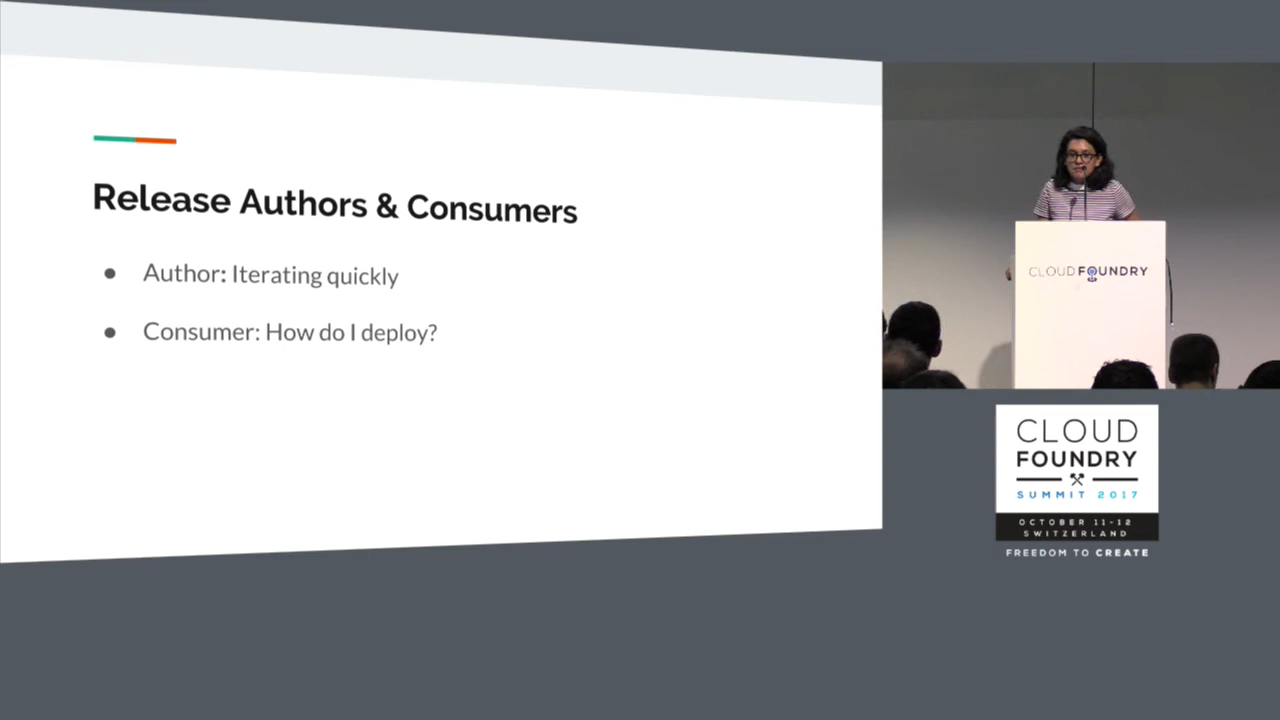 Release Authors & Consumers
● Author: Iterating quickly
● Consumer: How do I deploy?
CLOUD FOUNDRY
CLOUD
FOUNDRY
SUMMIT 2017
OCTOBER 11-12
SWITZERLAND
FREEDOM TO CREATE